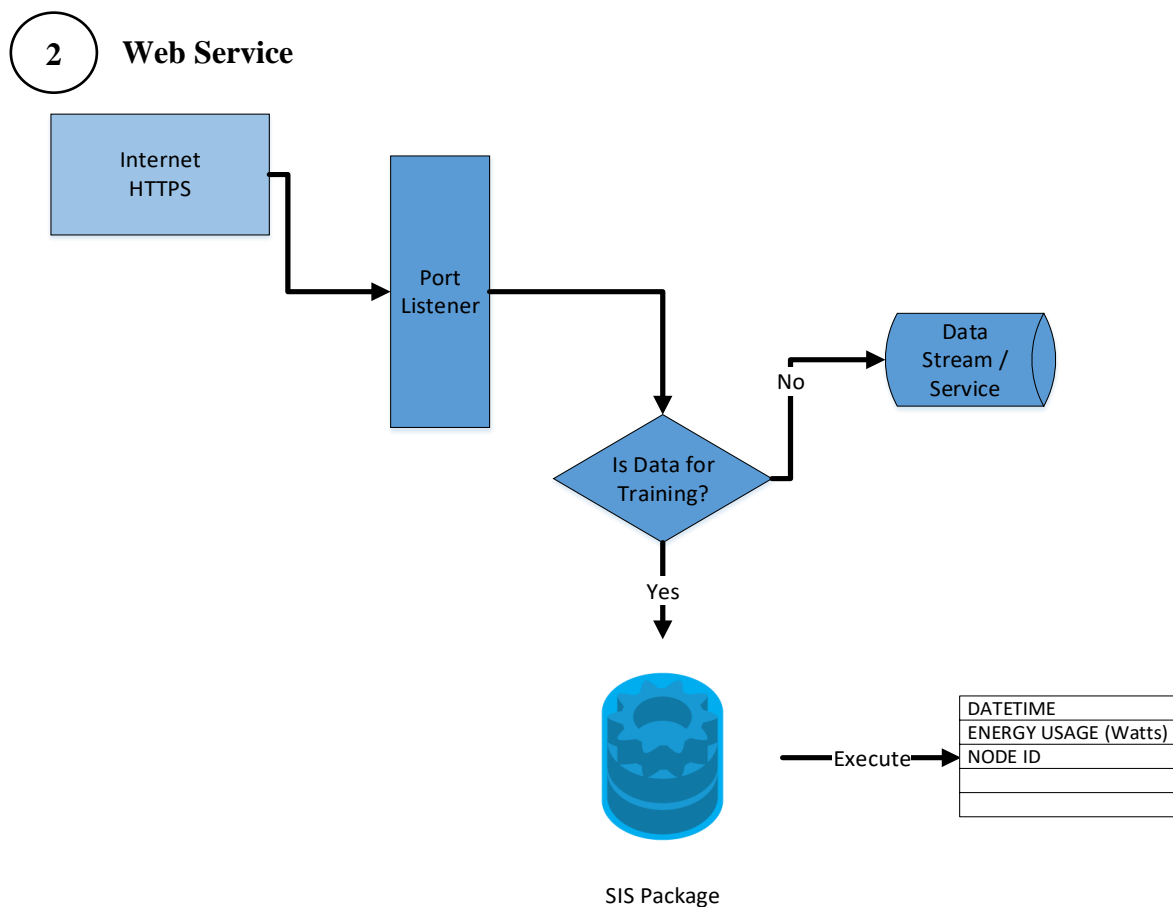 2
Web Service
Internet
HTTPS
Port
Listener
Data
Stream /
Service
No
Is Data for
Training?
Yes
DATETIME
ENERGY USAGE (Watts)
NODE ID
Execute
SIS Package